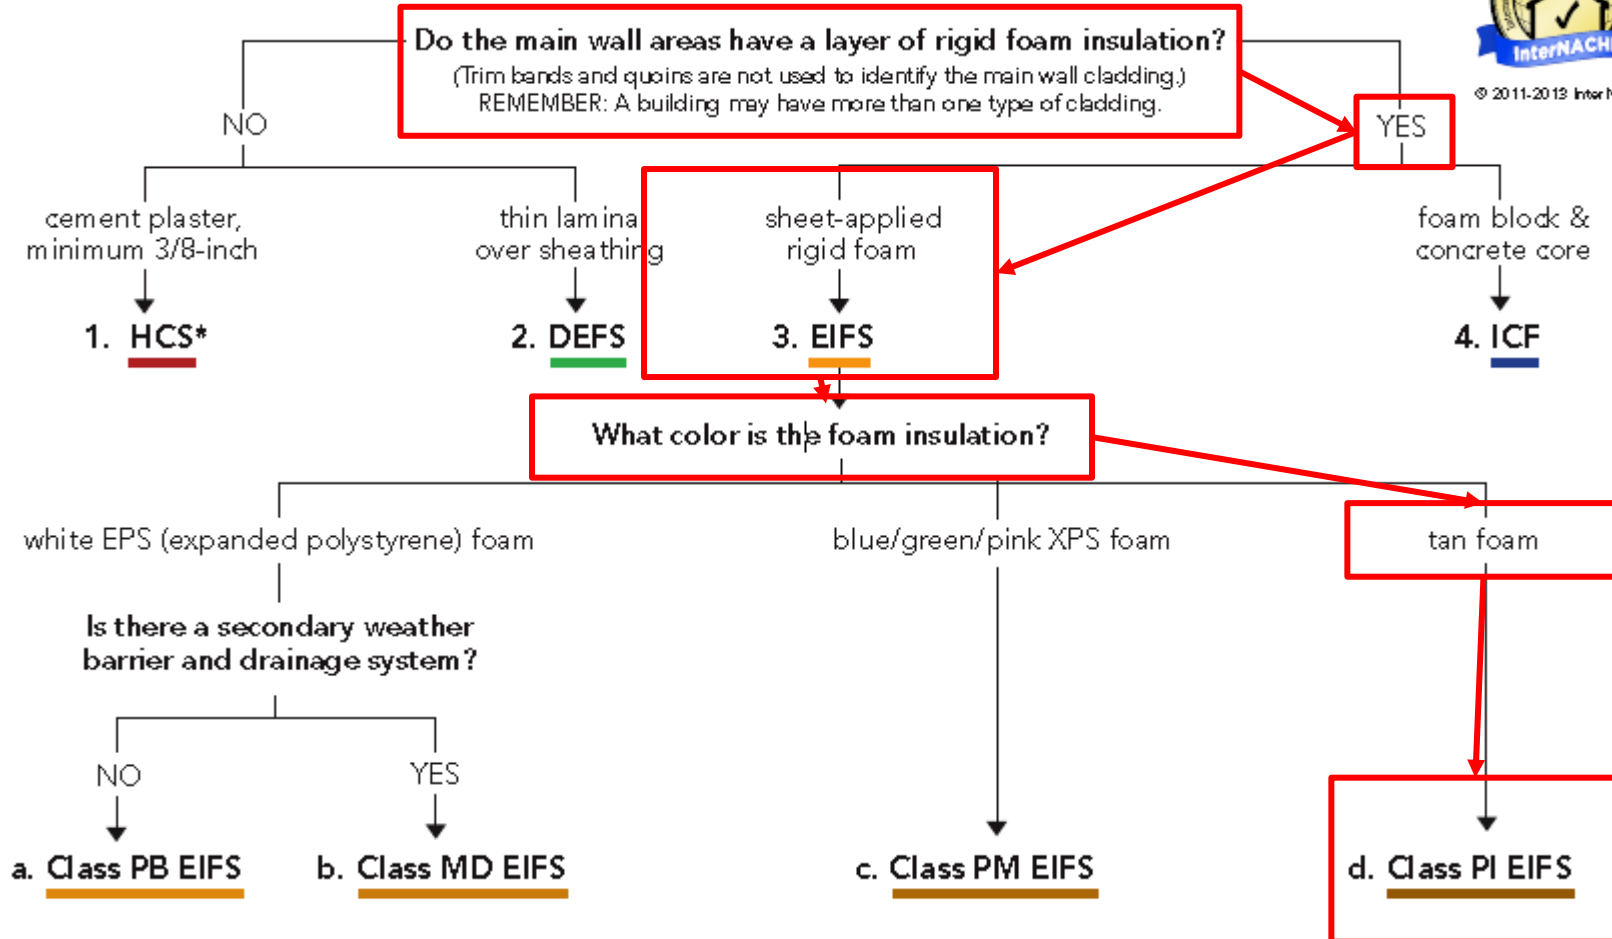 Do the main wall areas have a layer of rigid foam insulation?
(Trim bands and quoins are not used to identify the main wall cladding.)
REMEMBER: A building may have more than one type of cladding.
InterNACHI
© 2011-2013 Inter
NO
YES
cement plaster,
minimum 3/8-inch
thin lamina
over sheathing
sheet-applied
rigid foam
foam block &
concrete core
1. HCS*
2. DEFS
3. EIFS
4. ICF
What color is the foam insulation?
white EPS (expanded polystyrene) foam
blue/green/pink XPS foam
tan foam
Is there a secondary weather
barrier and drainage system?
NO
YES
a. Class PB EIFS
b. Class MD EIFS
c. Class PM EIFS
d. Class PI EIFS